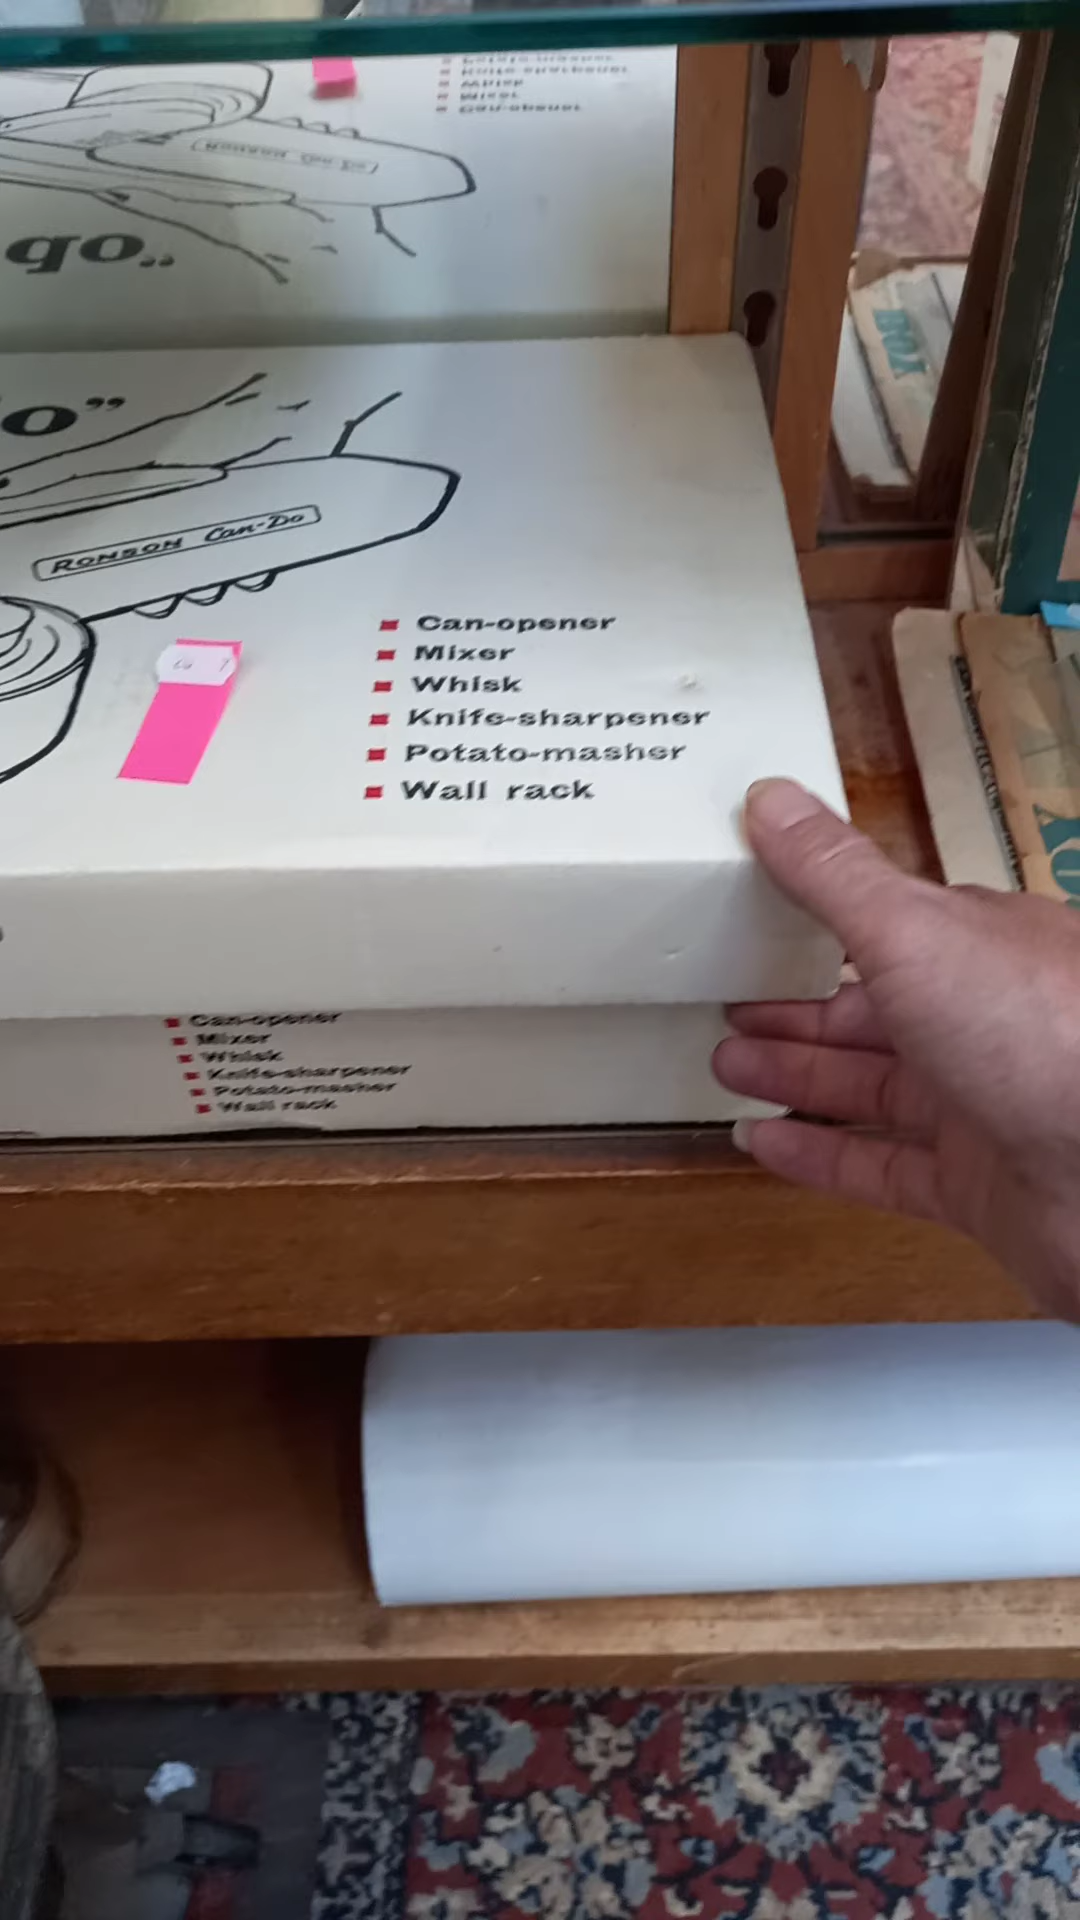 go..
o”
RONSON Can-Do
Can-opener
Mixer
Whisk
Knife-sharpener
Potato-masher
Wall rack
Can-opener
Mixer
Whisk
Knife-sharpener
Potato-masher
Wall rack